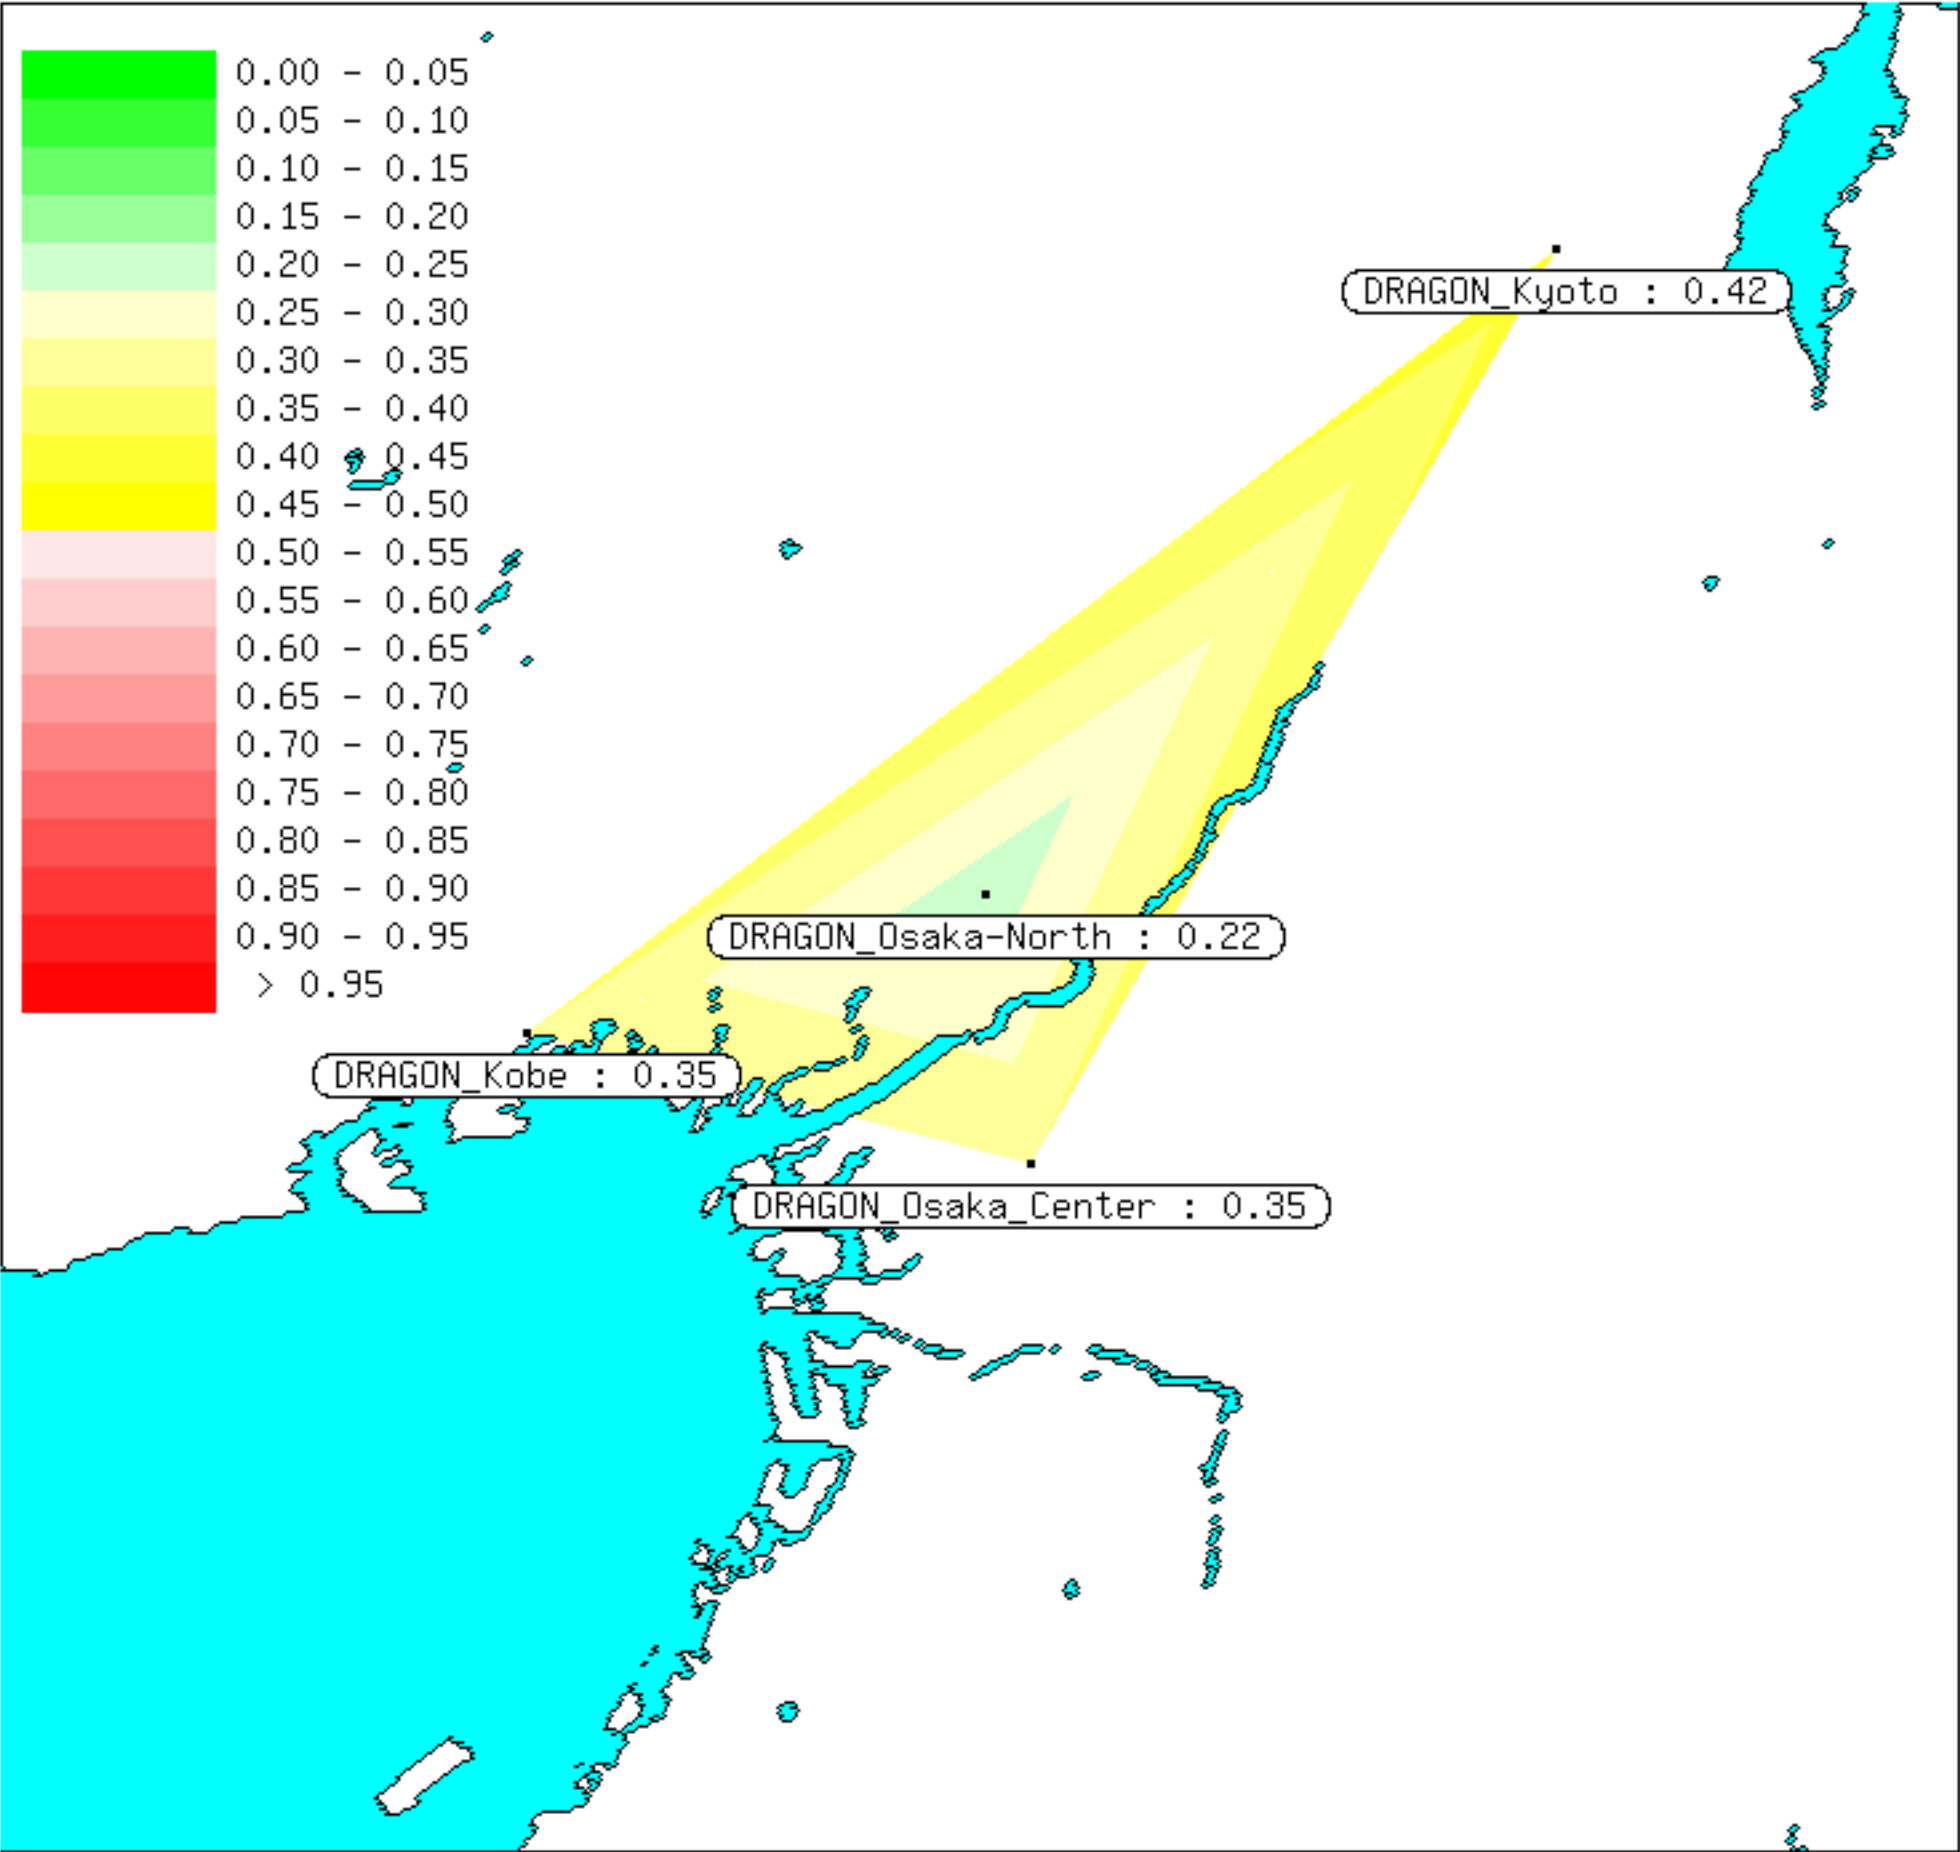 0.00 - 0.05
0.05 - 0.10
0.10 - 0.15
0.15 - 0.20
0.20 - 0.25
0.25 - 0.30
0.30 - 0.35
0.35 - 0.40
0.40 - 0.45
0.45 - 0.50
0.50 - 0.55
0.55 - 0.60
0.60 - 0.65
0.65 - 0.70
0.70 - 0.75
0.75 - 0.80
0.80 - 0.85
0.85 - 0.90
0.90 - 0.95
> 0.95
DRAGON_Kyoto : 0.42
DRAGON_Osaka-North : 0.22
DRAGON_Kobe : 0.35
DRAGON_Osaka_Center : 0.35